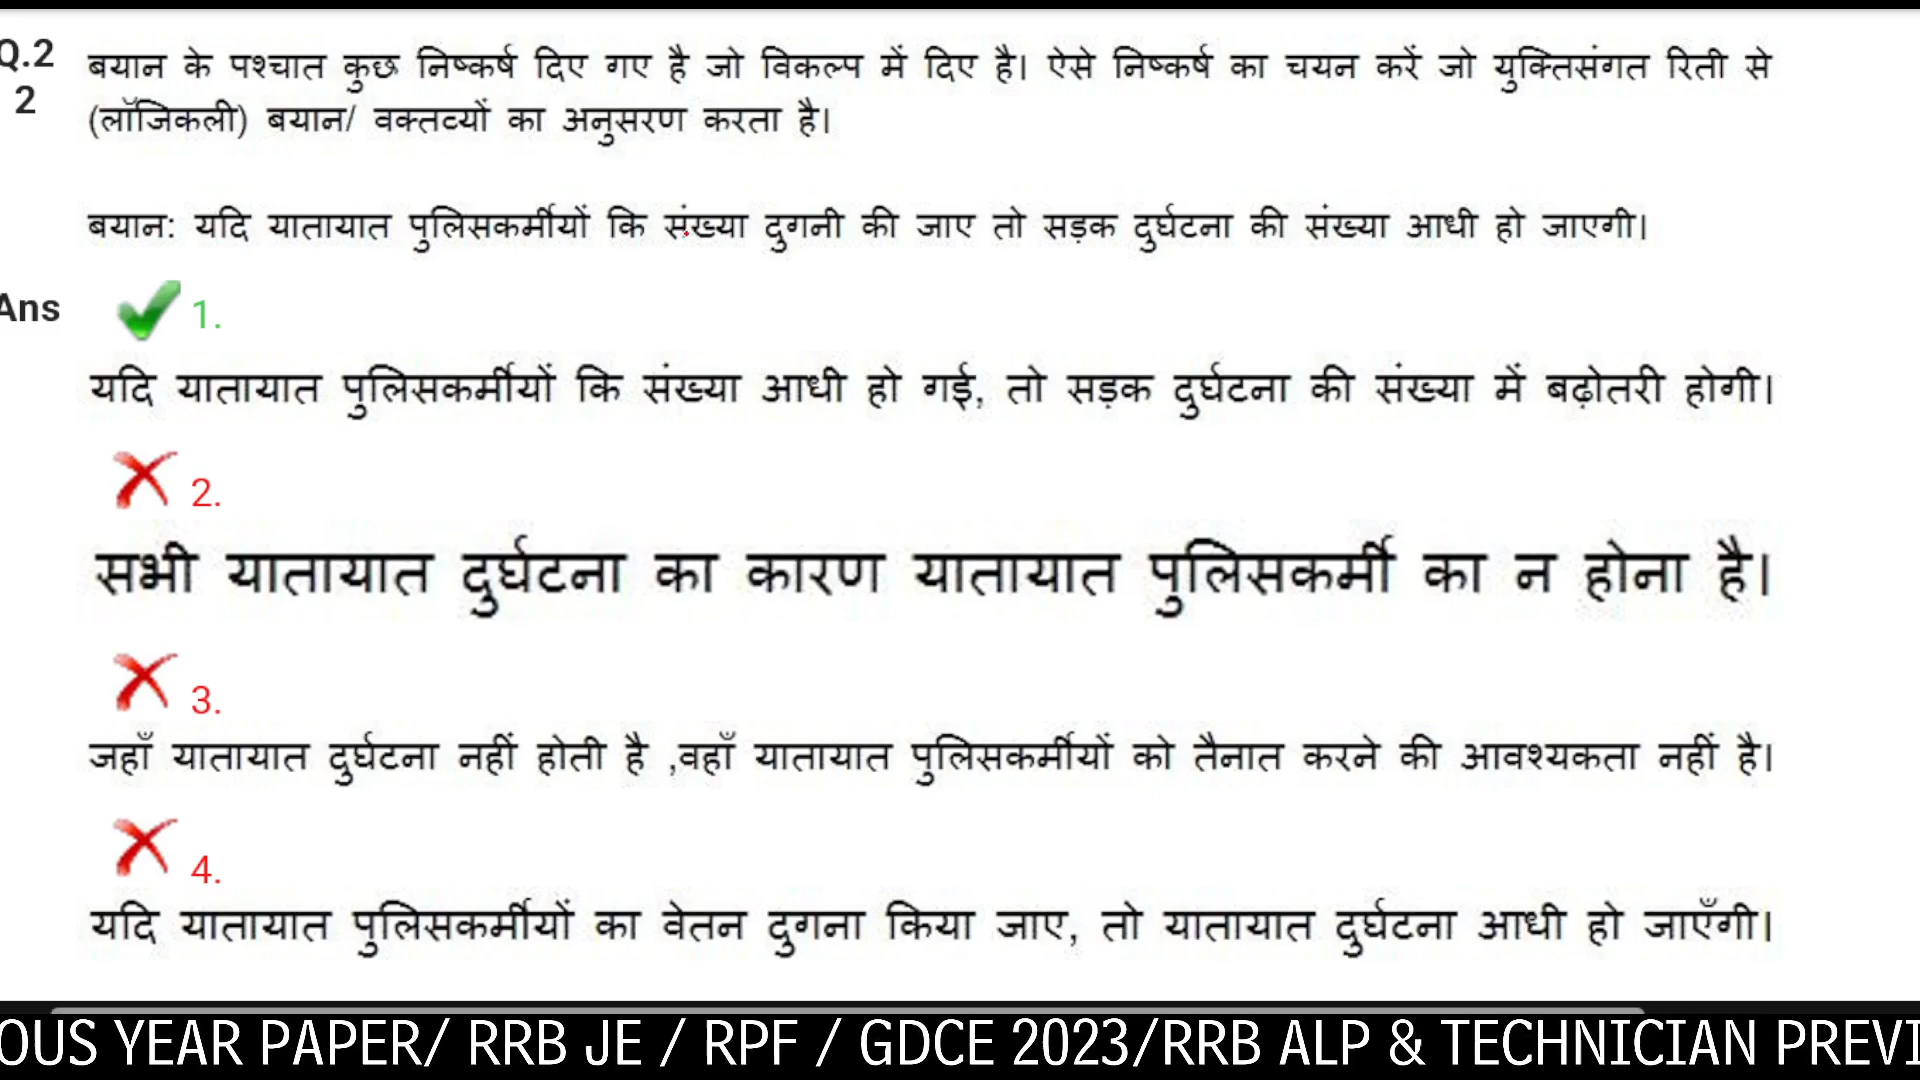 Q.2
2
बयान के पश्चात कुछ निष्कर्ष दिए गए है जो विकल्प में दिए है। ऐसे निष्कर्ष का चयन करें जो युक्तिसंगत रिती से
(लॉजिकली) बयान/ वक्तव्यों का अनुसरण करता है।
बयान: यदि यातायात पुलिसकर्मीयों कि संख्या दुगनी की जाए तो सड़क दुर्घटना की संख्या आधी हो जाएगी।
Ans
1.
यदि यातायात पुलिसकर्मीयों कि संख्या आधी हो गई, तो सड़क दुर्घटना की संख्या में बढ़ोतरी होगी।
2.
सभी यातायात दुर्घटना का कारण यातायात पुलिसकर्मी का न होना है।
3.
जहाँ यातायात दुर्घटना नहीं होती है ,वहाँ यातायात पुलिसकर्मीयों को तैनात करने की आवश्यकता नहीं है।
4.
यदि यातायात पुलिसकर्मीयों का वेतन दुगना किया जाए, तो यातायात दुर्घटना आधी हो जाएँगी।
OUS YEAR PAPER/ RRB JE / RPF / GDCE 2023/RRB ALP & TECHNICIAN PREVI